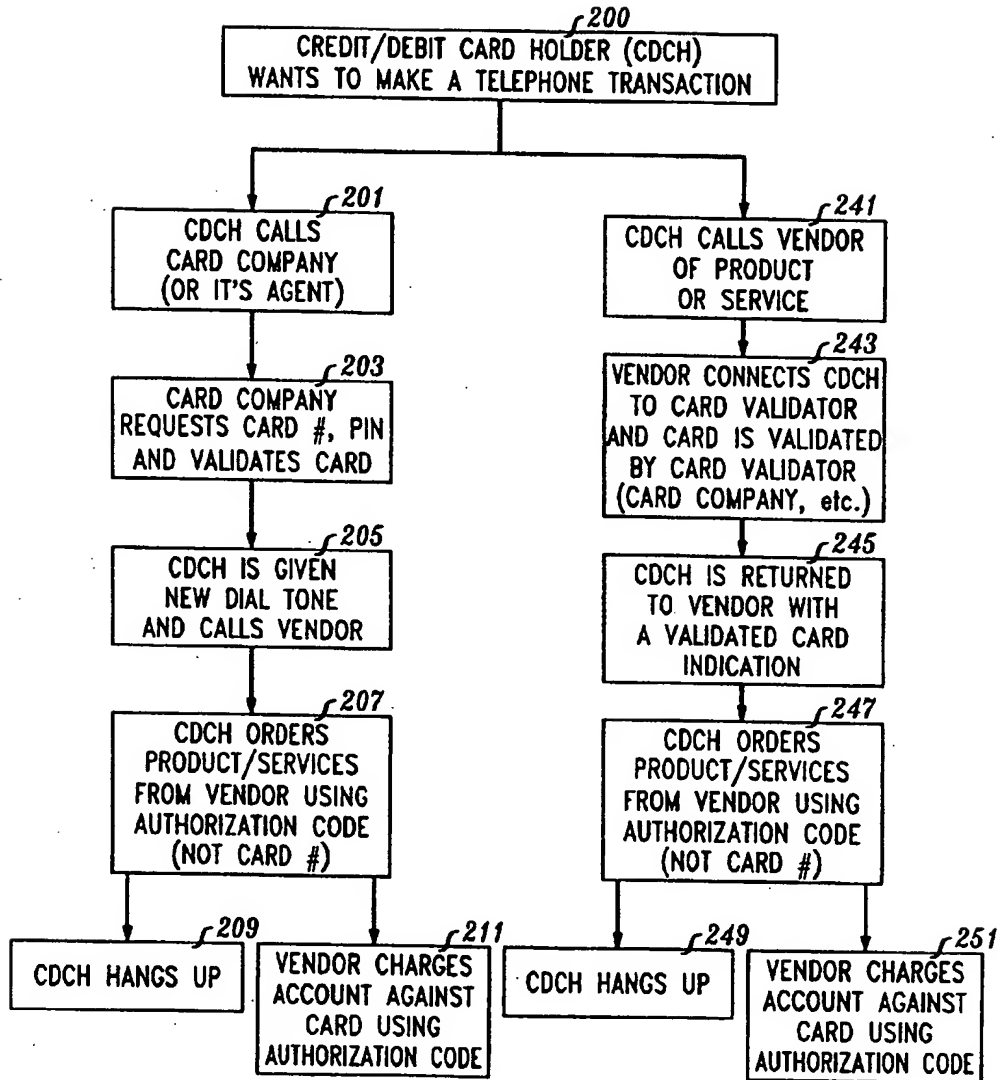 200
CREDIT/DEBIT CARD HOLDER (CDCH)
WANTS TO MAKE A TELEPHONE TRANSACTION
201
CDCH CALLS
CARD COMPANY
(OR IT'S AGENT)
203
CARD COMPANY
REQUESTS CARD #, PIN
AND VALIDATES CARD
205
CDCH IS GIVEN
NEW DIAL TONE
AND CALLS VENDOR
207
CDCH ORDERS
PRODUCT/SERVICES
FROM VENDOR USING
AUTHORIZATION CODE
(NOT CARD #)
209
CDCH HANGS UP
211
VENDOR CHARGES
ACCOUNT AGAINST
CARD USING
AUTHORIZATION CODE
241
CDCH CALLS VENDOR
OF PRODUCT
OR SERVICE
243
VENDOR CONNECTS CDCH
TO CARD VALIDATOR
AND CARD IS VALIDATED
BY CARD VALIDATOR
(CARD COMPANY, etc.)
245
CDCH IS RETURNED
TO VENDOR WITH
A VALIDATED CARD
INDICATION
247
CDCH ORDERS
PRODUCT/SERVICES
FROM VENDOR USING
AUTHORIZATION CODE
(NOT CARD #)
249
CDCH HANGS UP
251
VENDOR CHARGES
ACCOUNT AGAINST
CARD USING
AUTHORIZATION CODE